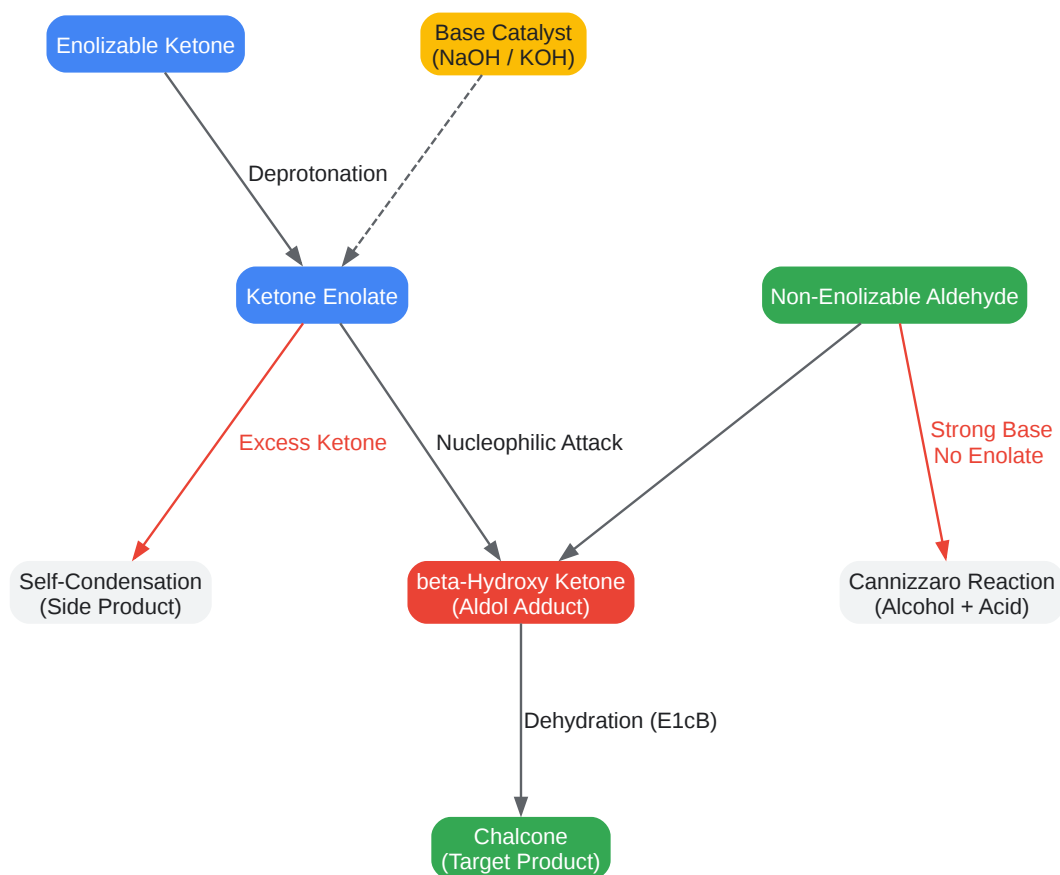 Enolizable Ketone
Base Catalyst
(NaOH / KOH)
Deprotonation
Ketone Enolate
Non-Enolizable Aldehyde
Excess Ketone
Nucleophilic Attack
Strong Base
No Enolate
Self-Condensation
(Side Product)
beta-Hydroxy Ketone
(Aldol Adduct)
Cannizzaro Reaction
(Alcohol + Acid)
Dehydration (E1cB)
Chalcone
(Target Product)